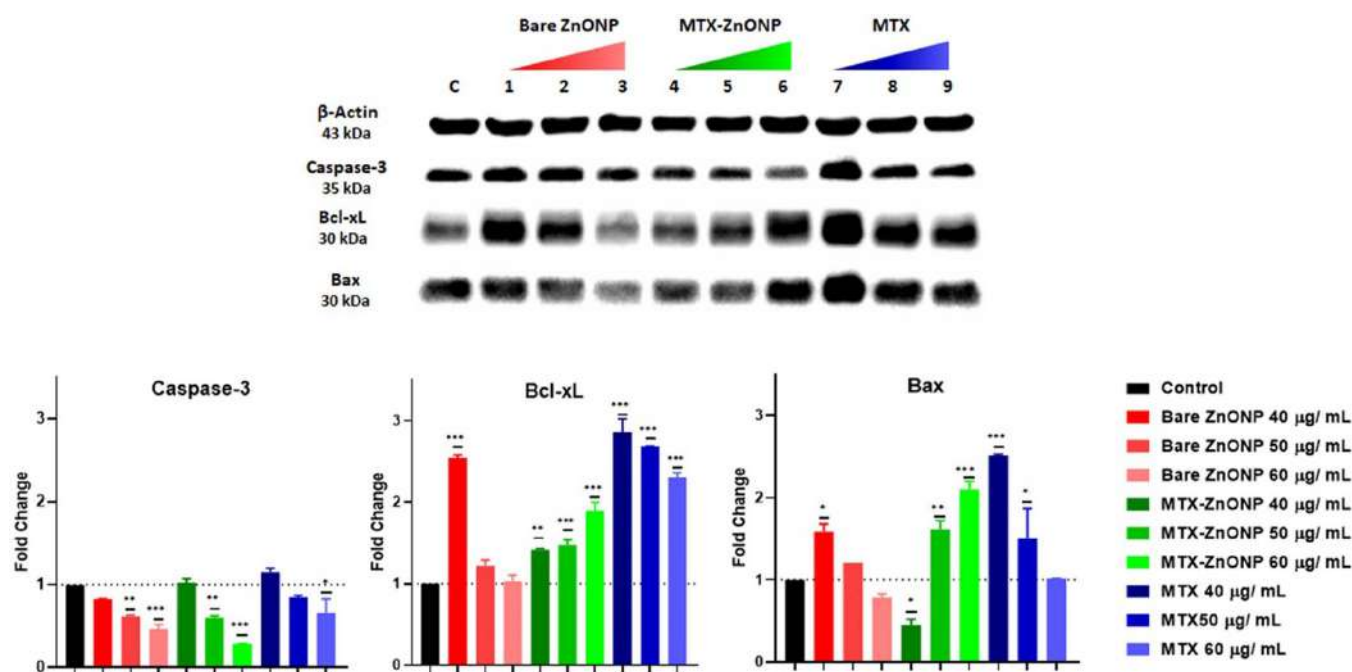 Bare ZnONP MTX-ZnONP MTX
C 1 2 3 4 5 6 7 8 9
β-Actin
43 kDa
Caspase-3
35 kDa
Bcl-xL
30 kDa
Bax
30 kDa
Caspase-3
Fold Change
3
2
1
0
** *** ** *** *
Bcl-xL
Fold Change
3
2
1
0
*** ** *** *** *** *** ***
Bax
Fold Change
3
2
1
0
* * ** *** *** *
Control
Bare ZnONP 40 μg/ mL
Bare ZnONP 50 μg/ mL
Bare ZnONP 60 μg/ mL
MTX-ZnONP 40 μg/ mL
MTX-ZnONP 50 μg/ mL
MTX-ZnONP 60 μg/ mL
MTX 40 μg/ mL
MTX50 μg/ mL
MTX 60 μg/ mL